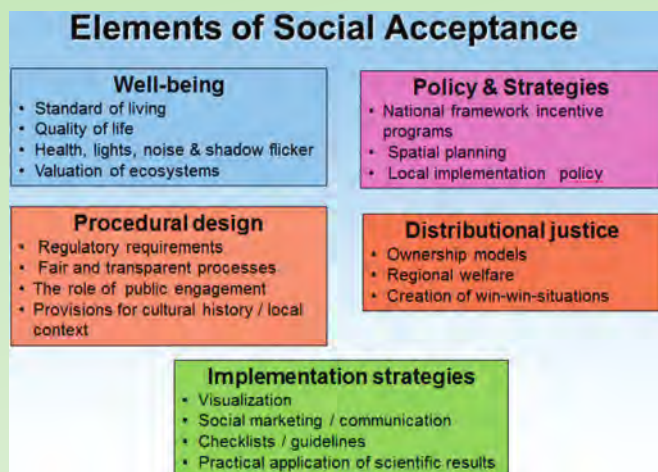 Elements of Social Acceptance
Well-being
• Standard of living
• Quality of life
• Health, lights, noise & shadow flicker
• Valuation of ecosystems
Policy & Strategies
• National framework incentive
programs
• Spatial planning
• Local implementation policy
Procedural design
• Regulatory requirements
• Fair and transparent processes
• The role of public engagement
• Provisions for cultural history / local
context
Distributional justice
• Ownership models
• Regional welfare
• Creation of win-win-situations
Implementation strategies
• Visualization
• Social marketing / communication
• Checklists / guidelines
• Practical application of scientific results